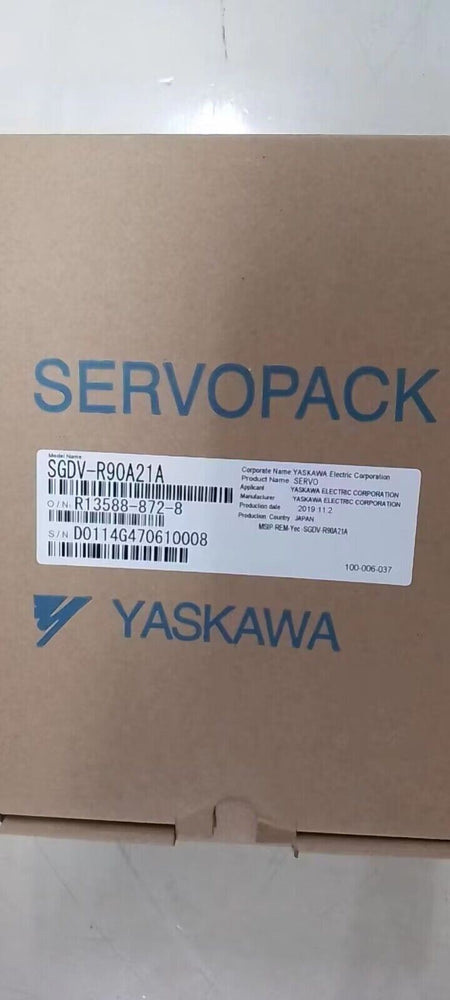 SERVOPACK
Model Name
SGDV-R90A21A
O/N R13588-872-8
S/N D0114G470610008
Corporate Name YASKAWA Electric Corporation
Product Name SERVO
Applicant YASKAWA ELECTRIC CORPORATION
Manufacturer YASKAWA ELECTRIC CORPORATION
Production date 2019.11.2
Production Country JAPAN
MSIP-REM-Yec-SGDV-R90A21A
100-006-037
YASKAWA